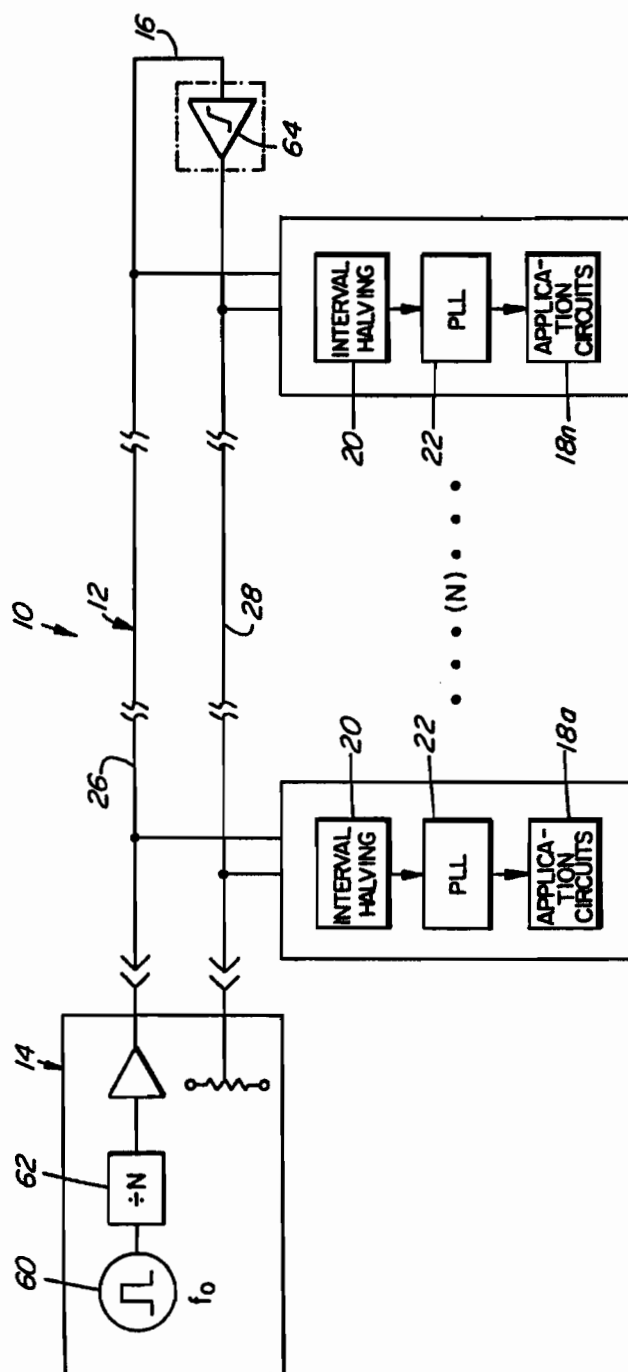 10
12
14
16
26
28
60
f₀
62
÷N
64
20
INTERVAL
HALVING
22
PLL
18a
APPLICA-
TION
CIRCUITS
• • • • (N) • • • •
20
INTERVAL
HALVING
22
PLL
18n
APPLICA-
TION
CIRCUITS